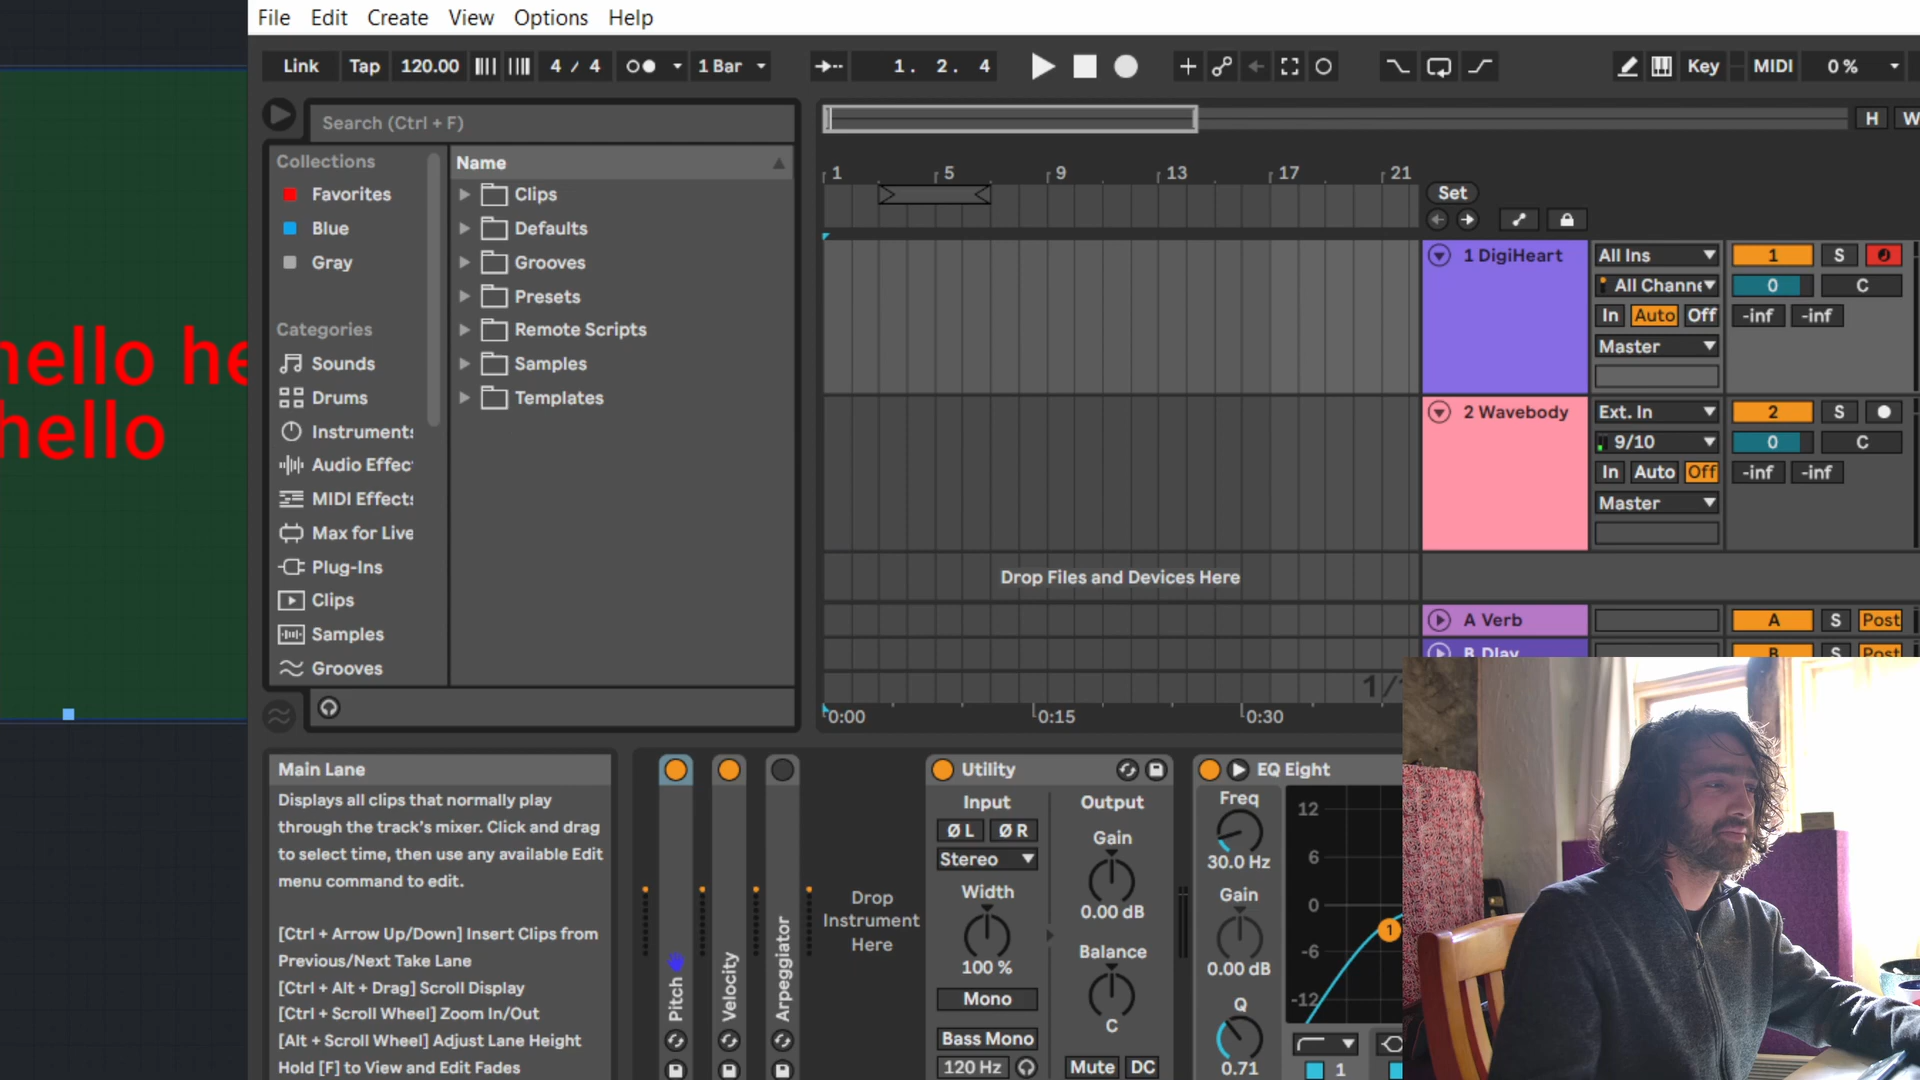 File Edit Create View Options Help
Link Tap 120.00 4 / 4 1 Bar 1. 2. 4 Key MIDI 0 %
Search (Ctrl + F)
H W
Collections
Favorites
Blue
Gray
Categories
Sounds
Drums
Instruments
Audio Effec
MIDI Effects
Max for Live
Plug-Ins
Clips
Samples
Grooves
Name
Clips
Defaults
Grooves
Presets
Remote Scripts
Samples
Templates
hello he
hello
1 5 9 13 17 21
Set
1 DigiHeart All Ins 1 S
All Channe 0 C
In Auto Off -inf -inf
Master
2 Wavebody Ext. In 2 S
9/10 0 C
In Auto Off -inf -inf
Master
Drop Files and Devices Here
A Verb A S Post
B Dlay B S Post
1/
0:00 0:15 0:30
Main Lane
Displays all clips that normally play
through the track's mixer. Click and drag
to select time, then use any available Edit
menu command to edit.
[Ctrl + Arrow Up/Down] Insert Clips from
Previous/Next Take Lane
[Ctrl + Alt + Drag] Scroll Display
[Ctrl + Scroll Wheel] Zoom In/Out
[Alt + Scroll Wheel] Adjust Lane Height
Hold [F] to View and Edit Fades
Pitch
Velocity
Arpeggiator
Drop
Instrument
Here
Utility
Input
Ø L Ø R
Stereo
Width
100 %
Mono
Bass Mono
120 Hz
Output
Gain
0.00 dB
Balance
C
Mute DC
EQ Eight
Freq
30.0 Hz
Gain
0.00 dB
Q
0.71
12
6
0
-6
-12
1
1